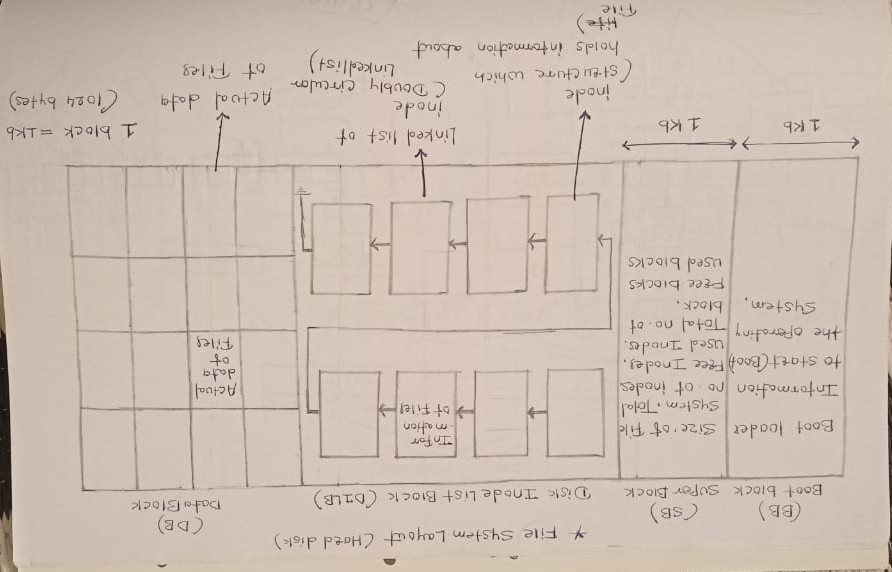 * File System Layout (Hard disk)
(BB)
Boot block
(SB)
Super Block
Disk Inode List Block (DILB)
(DB)
Data Block
Boot loader
Information
to start (Boot)
the operrating
System.
Size of File
System. Total
no. of inodes
Free Inodes.
Used Inodes.
Total no. of
block.
Free blocks
used blocks
Infor
-mation
of Files
Actual
data
of
Files
1 Kb
1 Kb
inode
(structure which
holds information about
File)
Linked list of
inode
(Doubly circular
Linkedlist)
Actual data
of Files
1 block = 1kb
(1024 bytes)